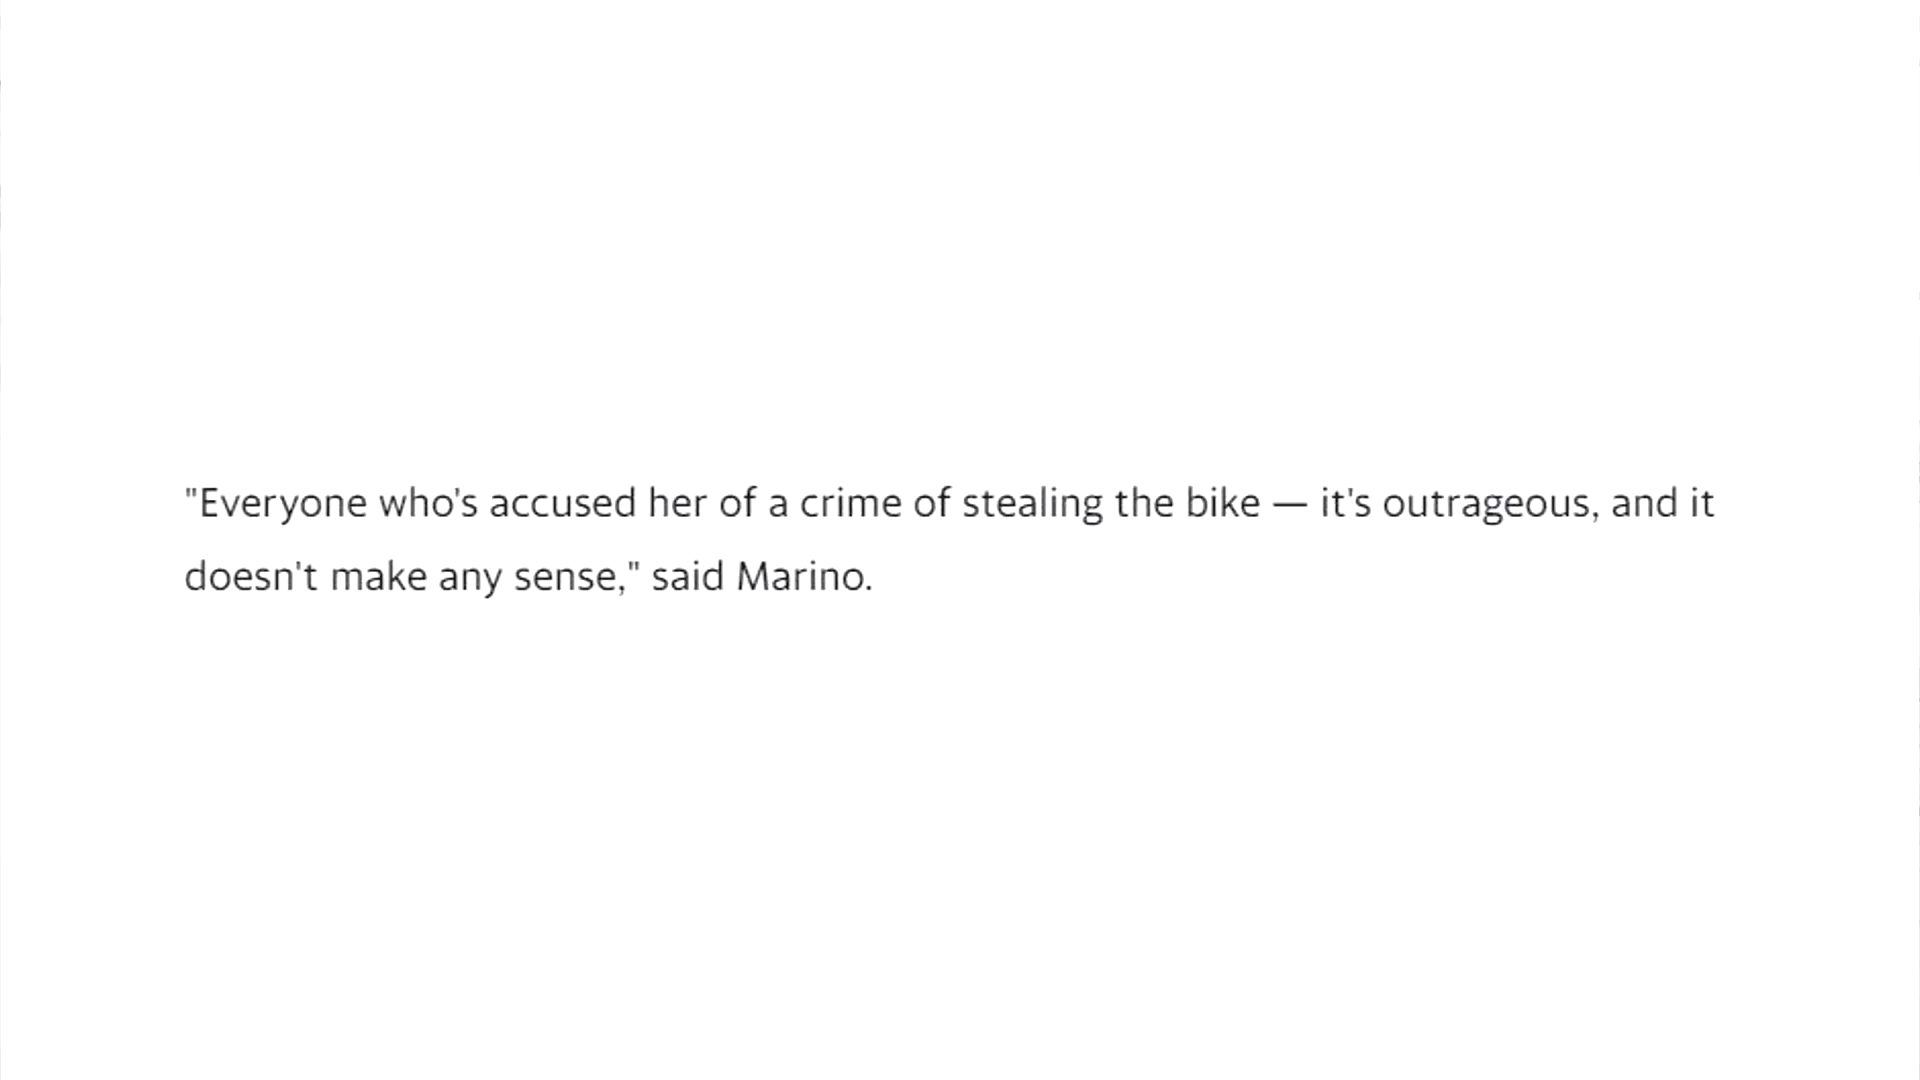 "Everyone who's accused her of a crime of stealing the bike — it's outrageous, and it
doesn't make any sense," said Marino.